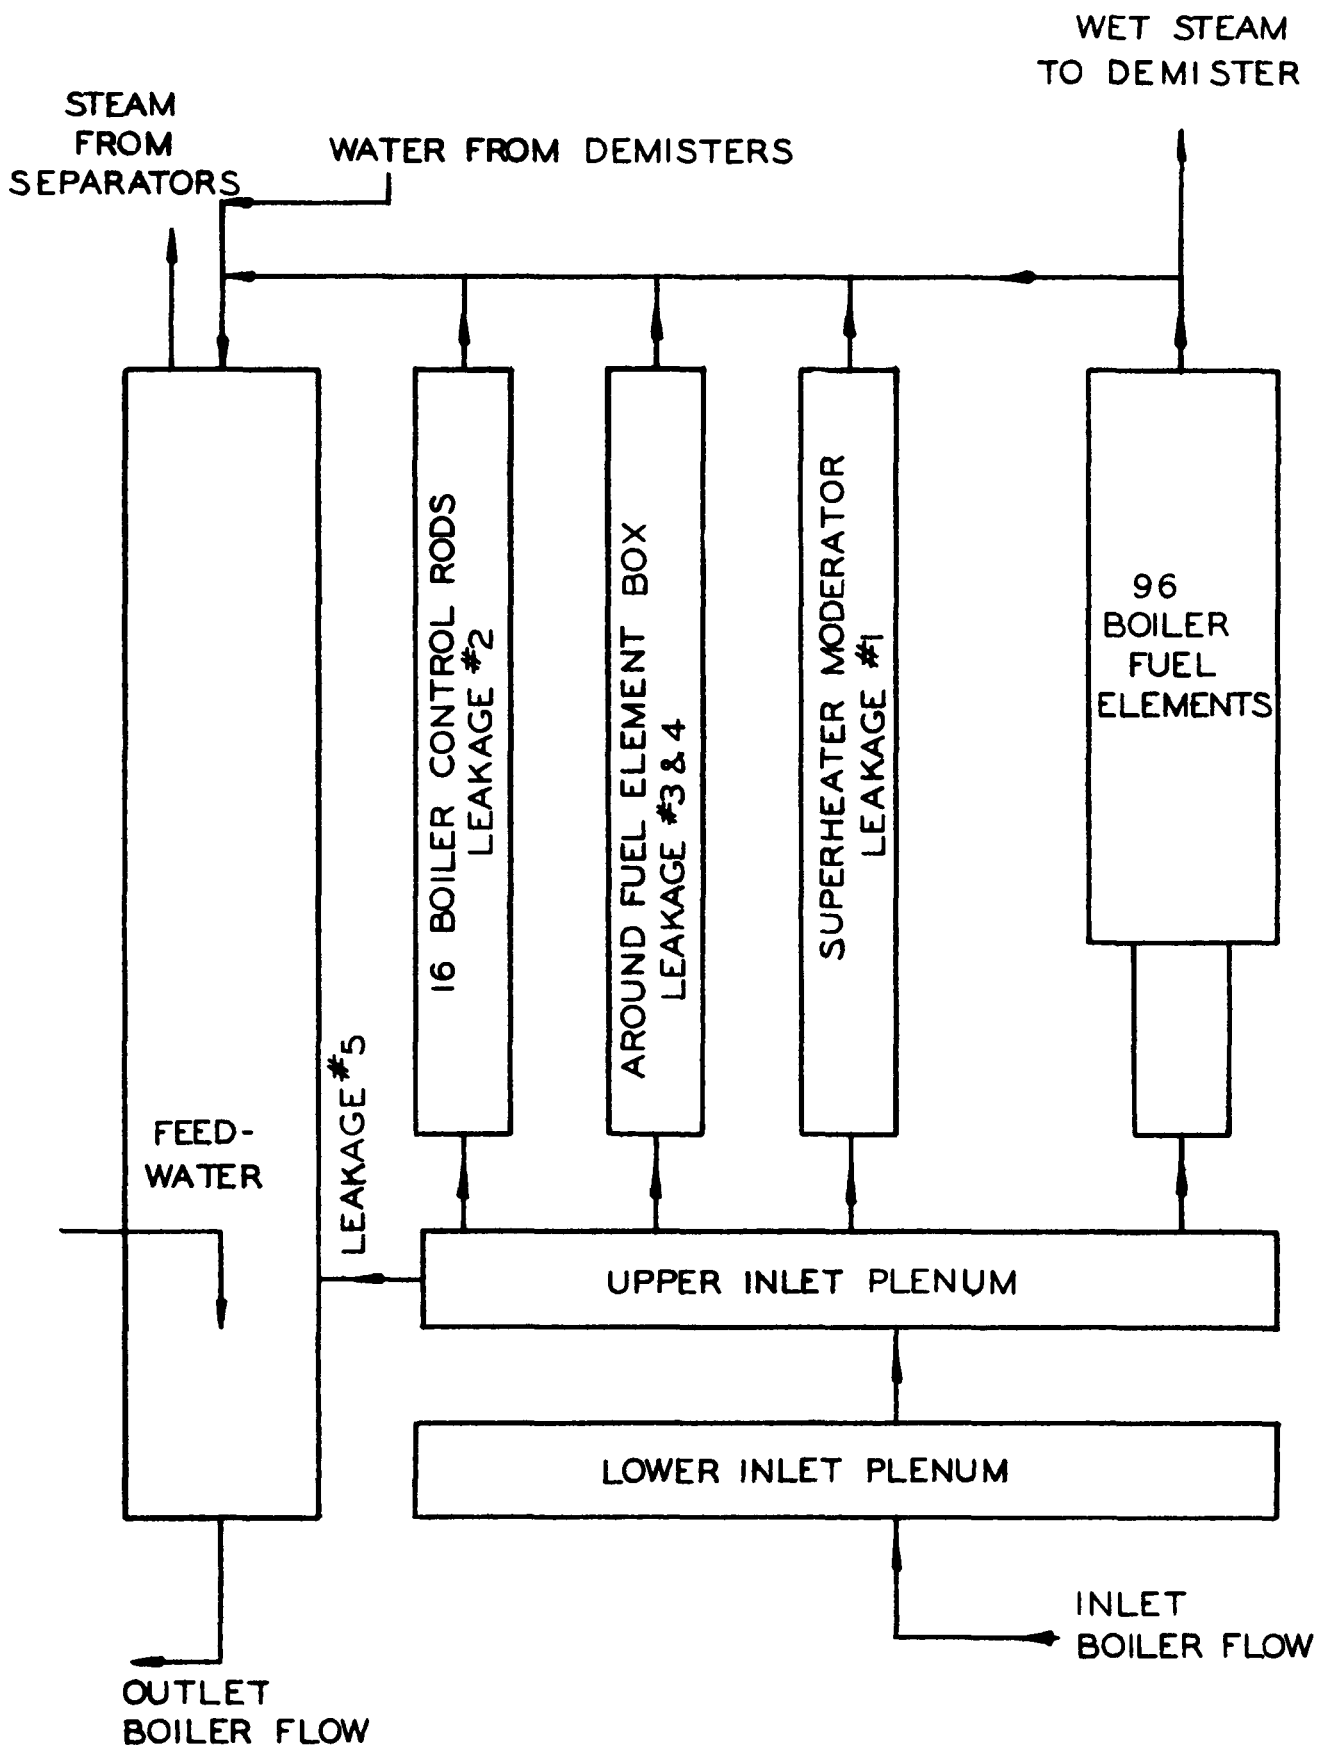 WET STEAM
TO DEMISTER
STEAM
FROM
SEPARATORS
WATER FROM DEMISTERS
16 BOILER CONTROL RODS
LEAKAGE #2
AROUND FUEL ELEMENT BOX
LEAKAGE #3 & 4
SUPERHEATER MODERATOR
LEAKAGE #1
96
BOILER
FUEL
ELEMENTS
LEAKAGE #5
FEED-
WATER
UPPER INLET PLENUM
LOWER INLET PLENUM
INLET
BOILER FLOW
OUTLET
BOILER FLOW